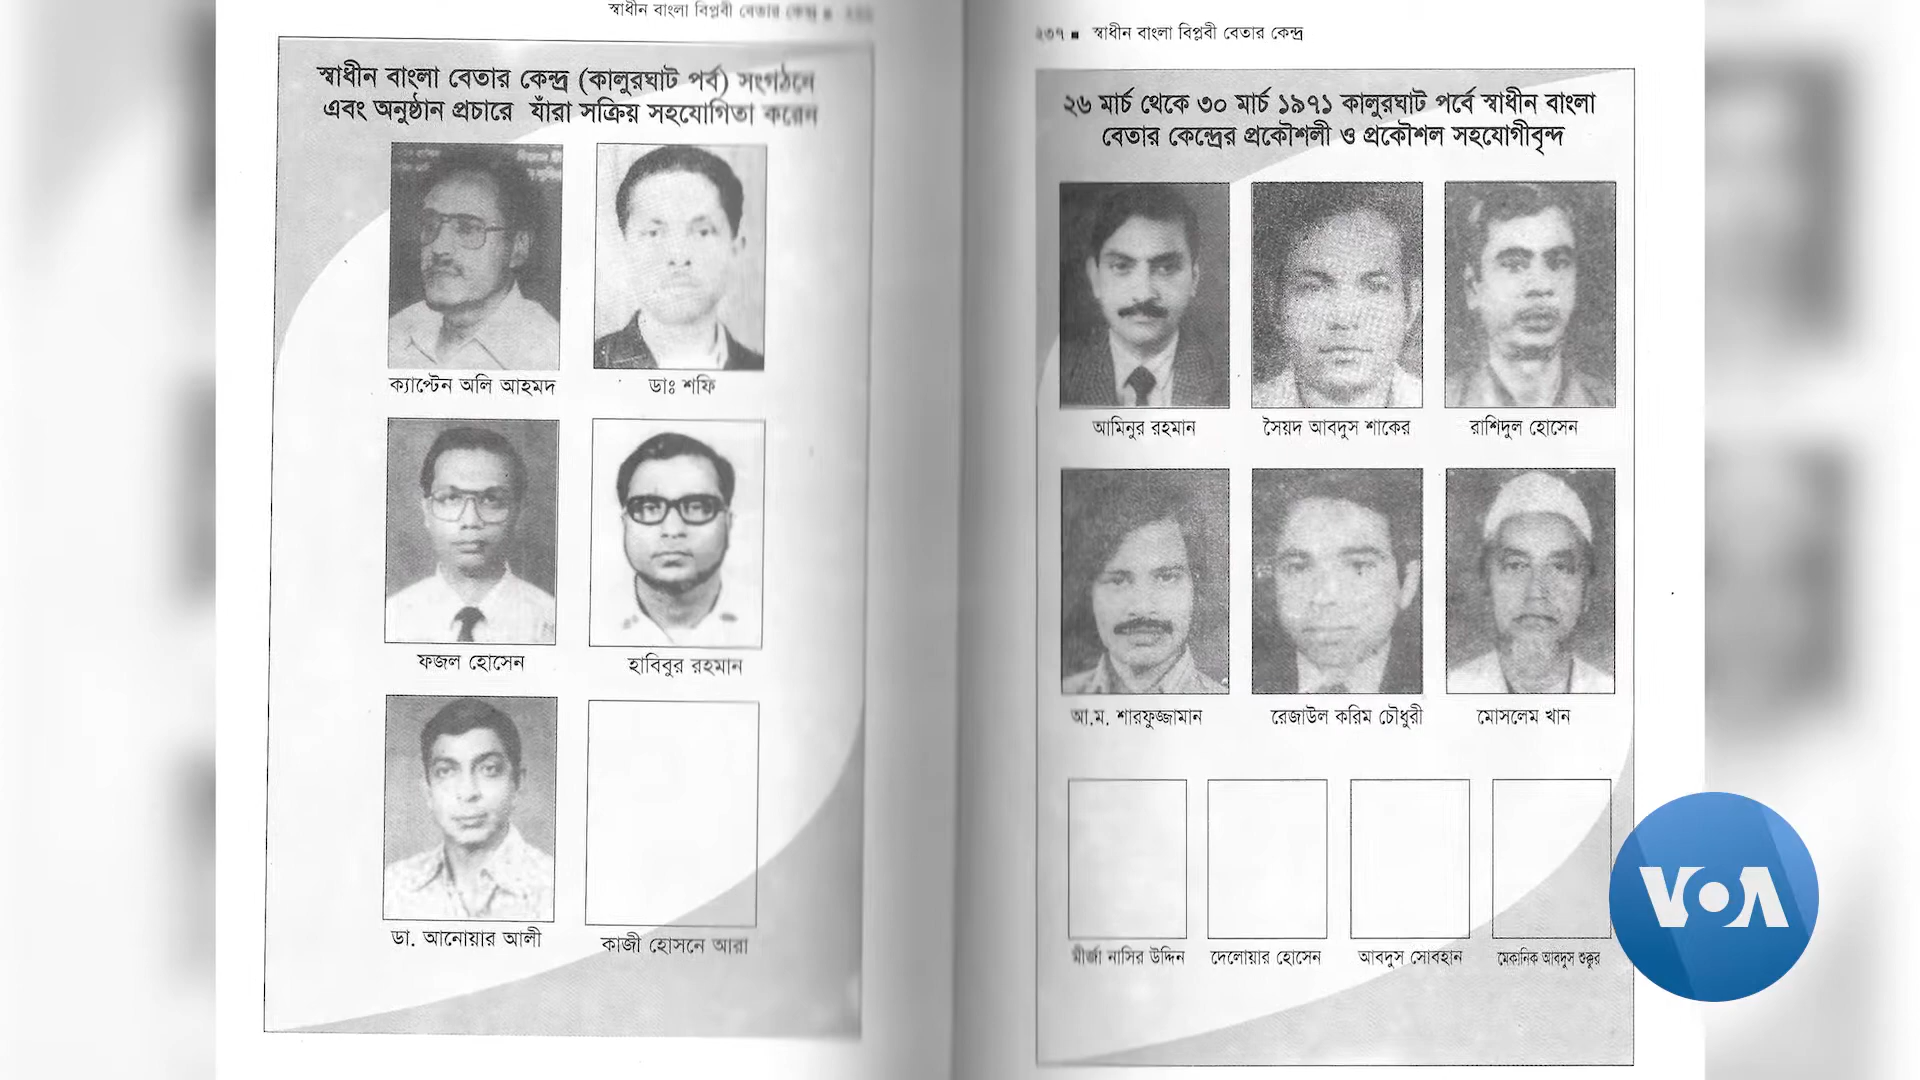 স্বাধীন বাংলা বিপ্লবী বেতার কেন্দ্র ■
স্বাধীন বাংলা বেতার কেন্দ্র (কালুরঘাট পর্ব) সংগঠনে
এবং অনুষ্ঠান প্রচারে যাঁরা সক্রিয় সহযোগিতা করেন
ক্যাপ্টেন অলি আহমদ
ডাঃ শফি
ফজল হোসেন
হাবিবুর রহমান
ডা. আনোয়ার আলী
কাজী হোসনে আরা
২৩৭ ■ স্বাধীন বাংলা বিপ্লবী বেতার কেন্দ্র
২৬ মার্চ থেকে ৩০ মার্চ ১৯৭১ কালুরঘাট পর্বে স্বাধীন বাংলা
বেতার কেন্দ্রের প্রকৌশলী ও প্রকৌশল সহযোগীবৃন্দ
আমিনুর রহমান
সৈয়দ আবদুস শাকের
রাশিদুল হোসেন
আ.ম. শারফুজ্জামান
রেজাউল করিম চৌধুরী
মোসলেম খান
মীর্জা নাসির উদ্দিন
দেলোয়ার হোসেন
আবদুস সোবহান
মেকানিক আবদুস শুক্কুর
VOA